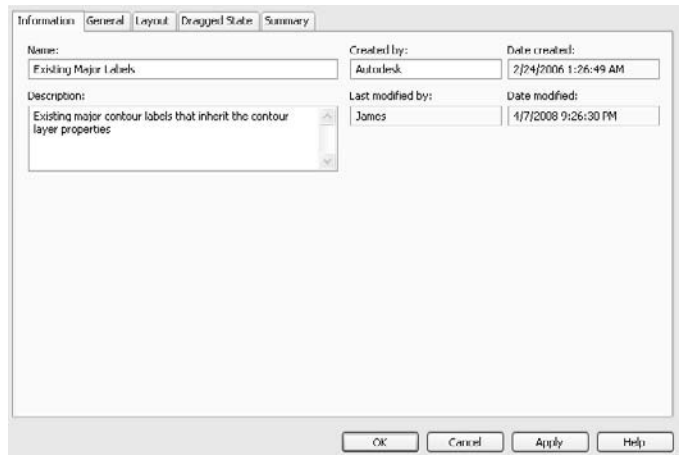 Information General Layout Dragged State Summary
Name: Created by: Date created:
Existing Major Labels Autodesk 2/24/2006 1:26:49 AM
Description: Last modified by: Date modified:
Existing major contour labels that inherit the contour James 4/7/2008 9:26:30 PM
layer properties
OK Cancel Apply Help